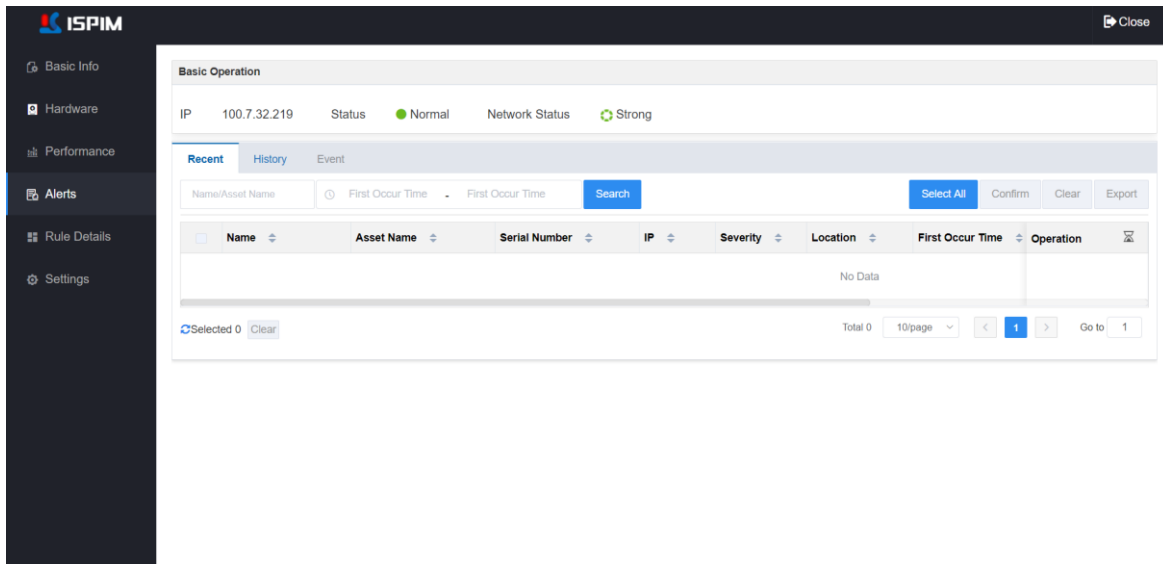 ISPIM
Close
Basic Info
Hardware
Performance
Alerts
Rule Details
Settings
Basic Operation
IP 100.7.32.219 Status Normal Network Status Strong
Recent History Event
Name/Asset Name First Occur Time - First Occur Time Search Select All Confirm Clear Export
Name Asset Name Serial Number IP Severity Location First Occur Time Operation
No Data
Selected 0 Clear Total 0 10/page < 1 > Go to 1